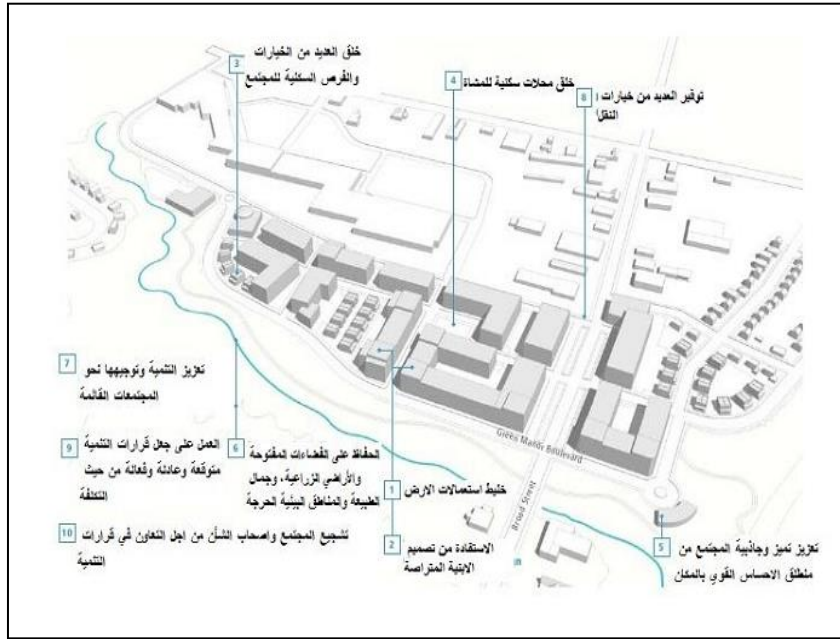 3
خلق العديد من الخيارات
والفرص السكنية للمجتمع
4
خلق محلات سكنية للمشاة
8
توفير العديد من خيارات ا
النقل ا
7
تعزيز التنمية وتوجيهها نحو
المجتمعات القائمة
9
العمل على جعل قرارات التنمية
متوقعة وعادلة وفعالة من حيث
التكلفة
6
الحفاظ على الفضاءات المفتوحة
والأراضي الزراعية، وجمال
الطبيعة والمناطق البيئية الحرجة
10
تشجيع المجتمع واصحاب الشأن من اجل التعاون في قرارات
التنمية
1
خليط استعمالات الارض
2
الاستفادة من تصميم
الابنية المتراصة
Green Manor Boulevard
Broad Street
5
تعزيز تميز وجاذبية المجتمع من
منطلق الاحساس القوي بالمكان